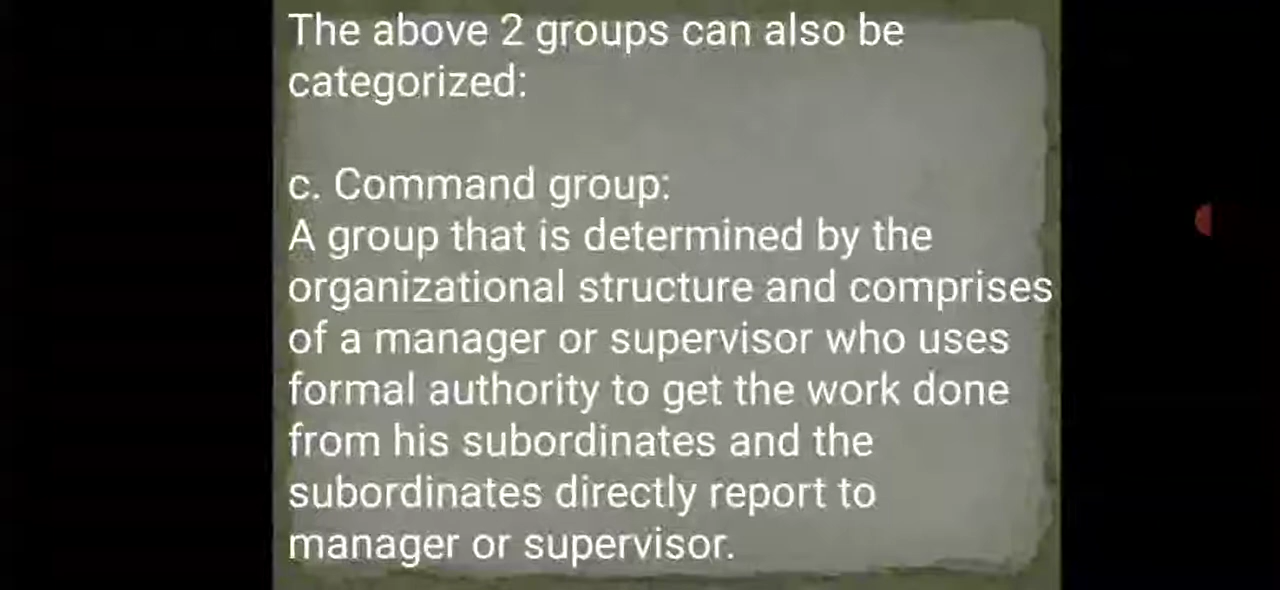 The above 2 groups can also be
categorized:
c. Command group:
A group that is determined by the
organizational structure and comprises
of a manager or supervisor who uses
formal authority to get the work done
from his subordinates and the
subordinates directly report to
manager or supervisor.